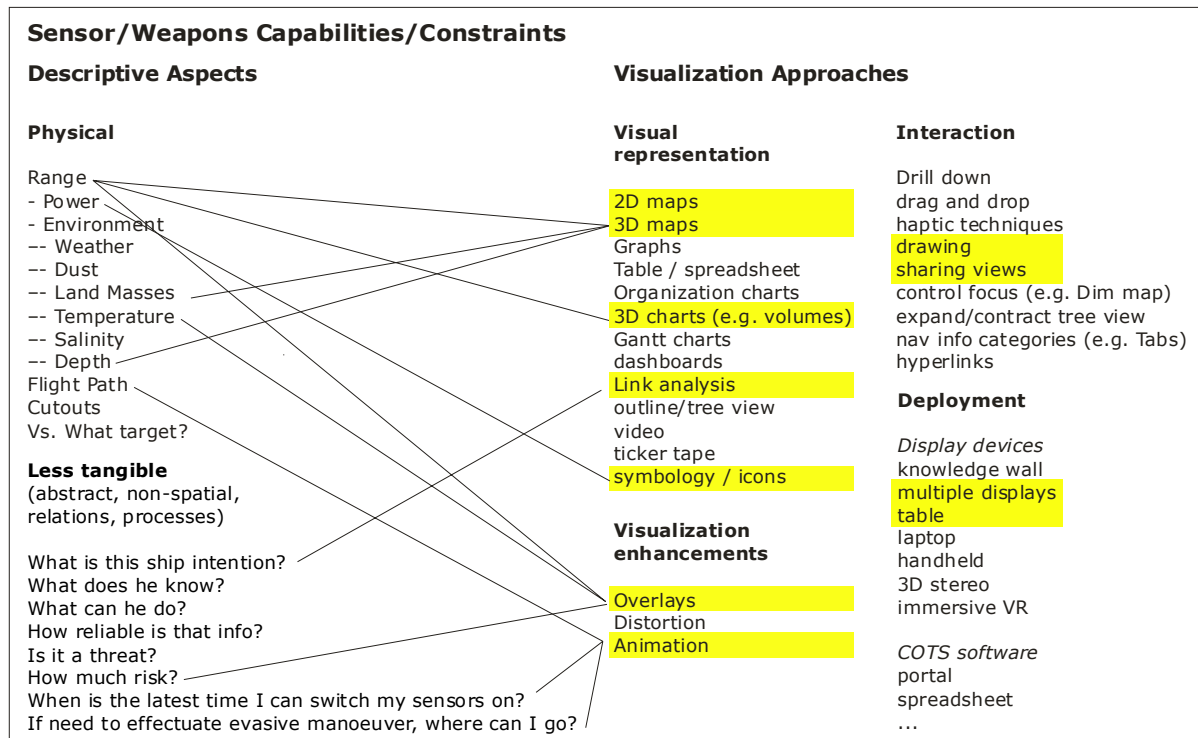 Sensor/Weapons Capabilities/Constraints
Descriptive Aspects
Physical
Range
- Power
- Environment
-- Weather
-- Dust
-- Land Masses
-- Temperature
-- Salinity
-- Depth
Flight Path
Cutouts
Vs. What target?
Less tangible
(abstract, non-spatial,
relations, processes)
What is this ship intention?
What does he know?
What can he do?
How reliable is that info?
Is it a threat?
How much risk?
When is the latest time I can switch my sensors on?
If need to effectuate evasive manoeuver, where can I go?
Visualization Approaches
Visual
representation
2D maps
3D maps
Graphs
Table / spreadsheet
Organization charts
3D charts (e.g. volumes)
Gantt charts
dashboards
Link analysis
outline/tree view
video
ticker tape
symbology / icons
Visualization
enhancements
Overlays
Distortion
Animation
Interaction
Drill down
drag and drop
haptic techniques
drawing
sharing views
control focus (e.g. Dim map)
expand/contract tree view
nav info categories (e.g. Tabs)
hyperlinks
Deployment
Display devices
knowledge wall
multiple displays
table
laptop
handheld
3D stereo
immersive VR
COTS software
portal
spreadsheet
...